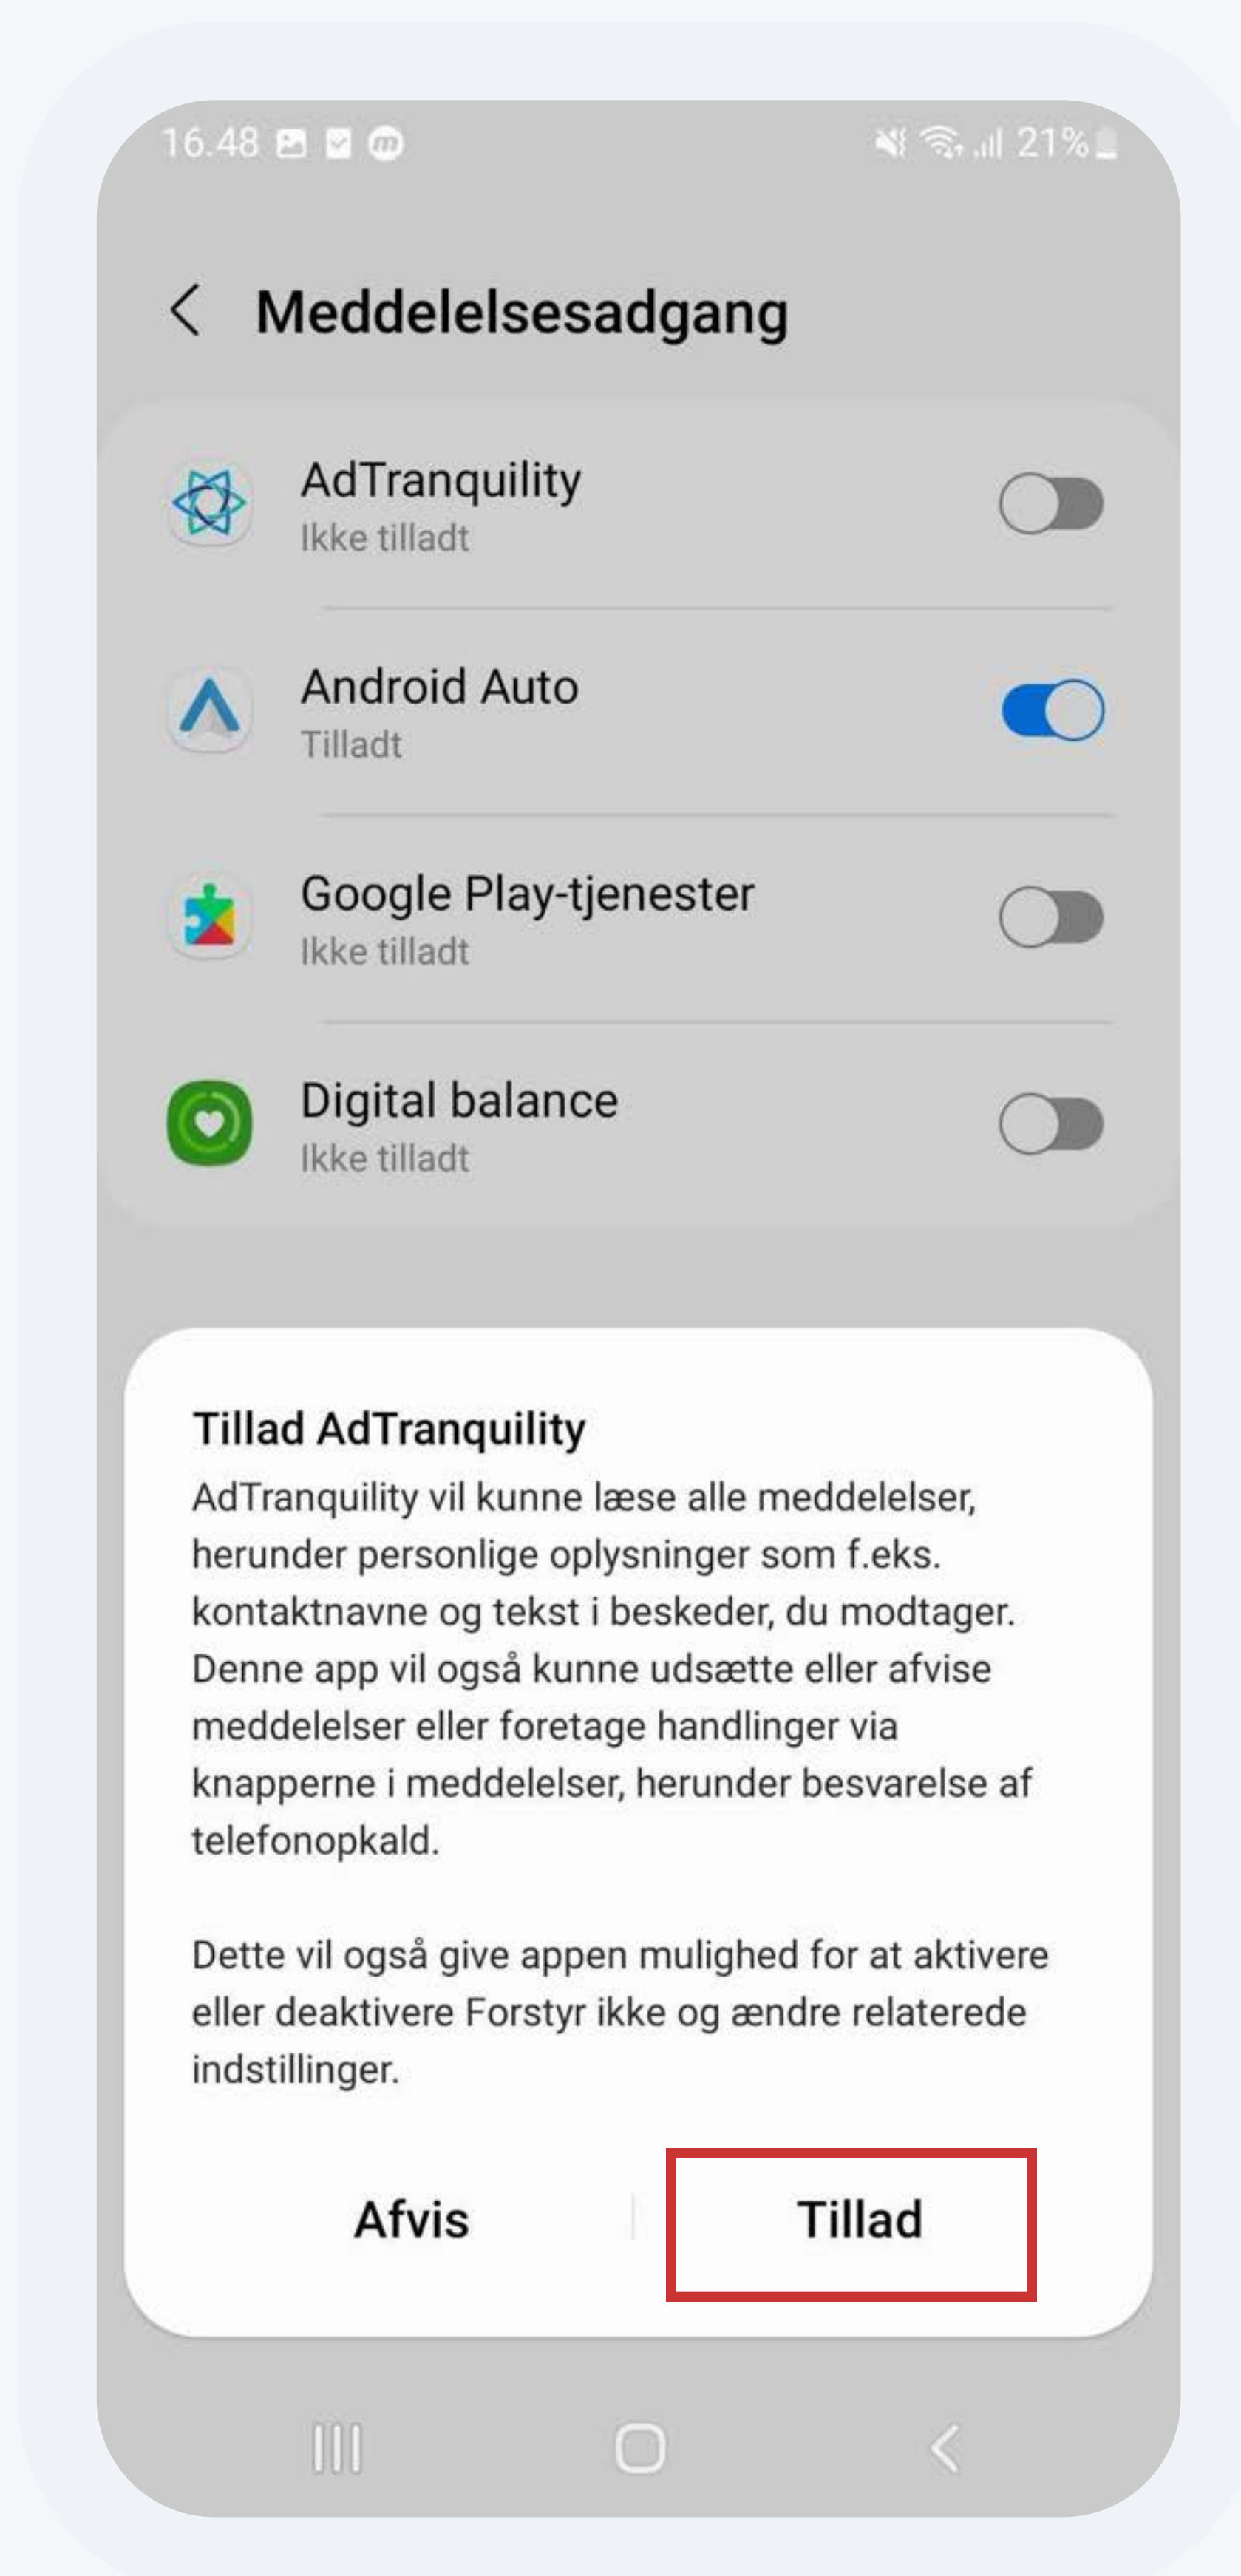 16.48
21%
Meddelelsesadgang
AdTranquility
Ikke tilladt
Android Auto
Tilladt
Google Play-tjenester
Ikke tilladt
Digital balance
Ikke tilladt
Tillad AdTranquility
AdTranquility vil kunne læse alle meddelelser,
herunder personlige oplysninger som f.eks.
kontaktnavne og tekst i beskeder, du modtager.
Denne app vil også kunne udsætte eller afvise
meddelelser eller foretage handlinger via
knapperne i meddelelser, herunder besvarelse af
telefonopkald.
Dette vil også give appen mulighed for at aktivere
eller deaktivere Forstyr ikke og ændre relaterede
indstillinger.
Afvis
Tillad